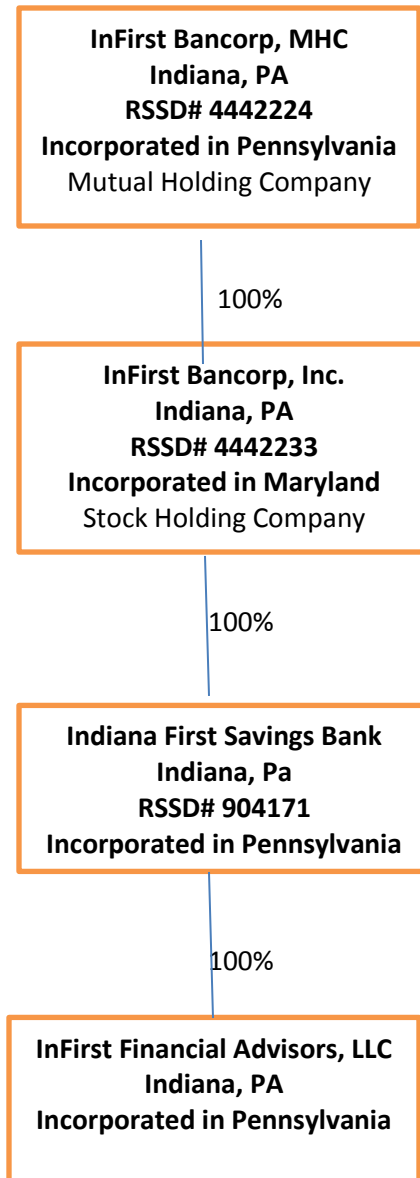 InFirst Bancorp, MHC
Indiana, PA
RSSD# 4442224
Incorporated in Pennsylvania
Mutual Holding Company
100%
InFirst Bancorp, Inc.
Indiana, PA
RSSD# 4442233
Incorporated in Maryland
Stock Holding Company
100%
Indiana First Savings Bank
Indiana, Pa
RSSD# 904171
Incorporated in Pennsylvania
100%
InFirst Financial Advisors, LLC
Indiana, PA
Incorporated in Pennsylvania